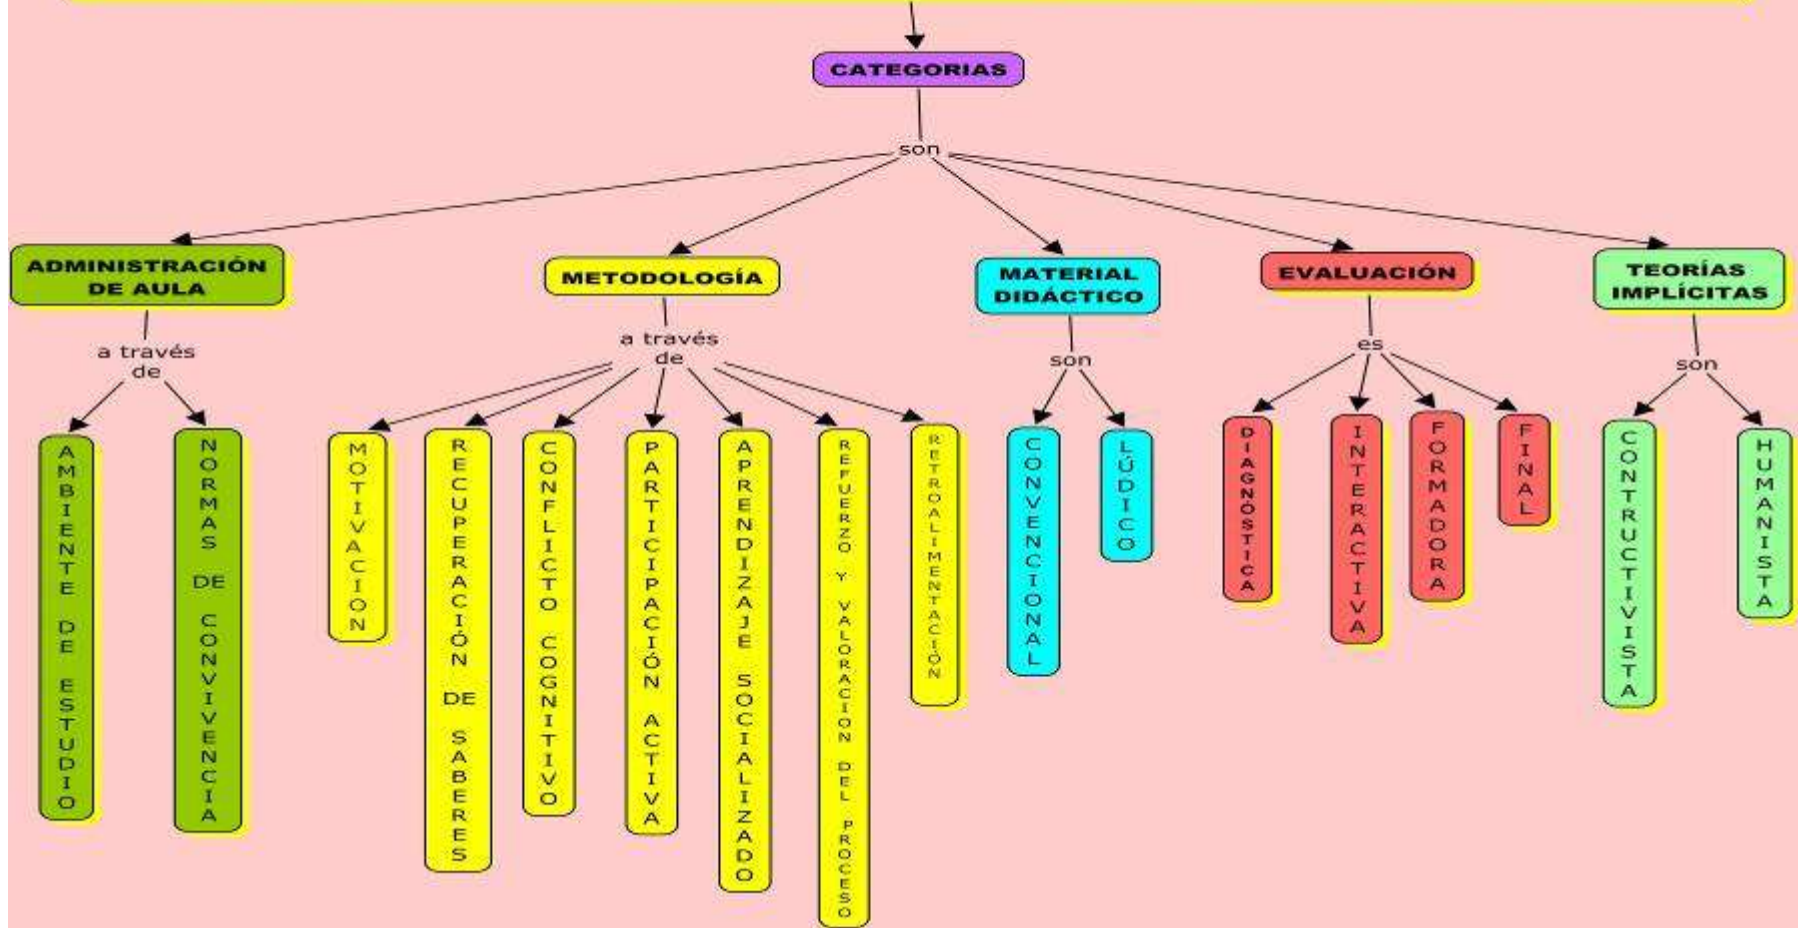 CATEGORIAS
son
ADMINISTRACIÓN
DE AULA
METODOLOGÍA
MATERIAL
DIDÁCTICO
EVALUACIÓN
TEORÍAS
IMPLÍCITAS
a través
de
a través
de
son
es
son
AMBIENTE DE ESTUDIO
NORMAS DE CONVIVENCIA
MOTIVACION
RECUPERACIÓN DE SABERES
CONFLICTO COGNITIVO
PARTICIPACIÓN ACTIVA
APRENDIZAJE SOCIALIZADO
REFUERZO Y VALORACION DEL PROCESO
RETROALIMENTACIÓN
CONVENCIONAL
LÚDICO
DIAGNÓSTICA
INTERACTIVA
FORMADORA
FINAL
CONTRUCTIVISTA
HUMANISTA